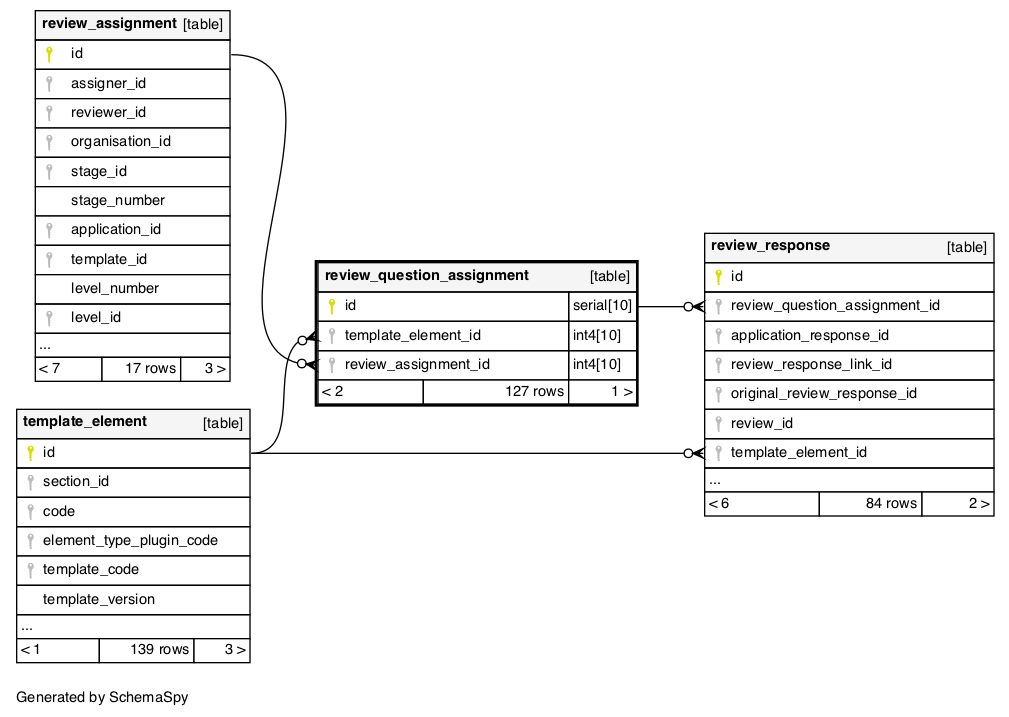 review_assignment [table]
id
assigner_id
reviewer_id
organisation_id
stage_id
stage_number
application_id
template_id
level_number
level_id
...
< 7 17 rows 3 >
template_element [table]
id
section_id
code
element_type_plugin_code
template_code
template_version
...
< 1 139 rows 3 >
review_question_assignment [table]
id serial[10]
template_element_id int4[10]
review_assignment_id int4[10]
< 2 127 rows 1 >
review_response [table]
id
review_question_assignment_id
application_response_id
review_response_link_id
original_review_response_id
review_id
template_element_id
...
< 6 84 rows 2 >
Generated by SchemaSpy